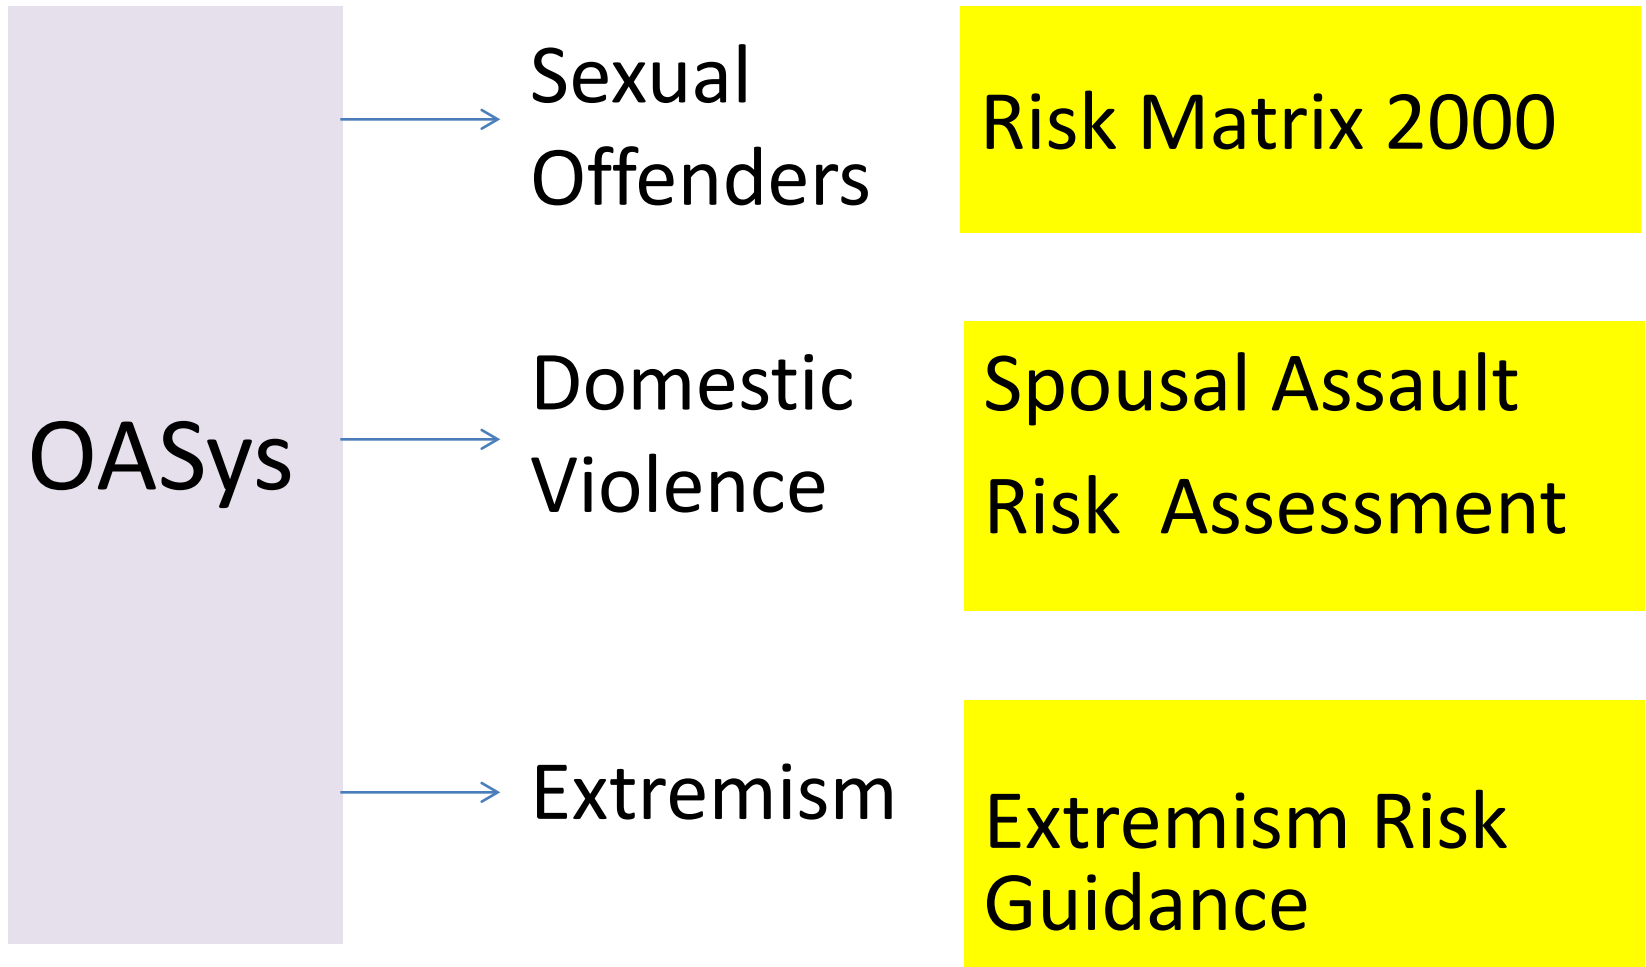 OASys
Sexual
Offenders
Risk Matrix 2000
Domestic
Violence
Spousal Assault
Risk  Assessment
Extremism
Extremism Risk
Guidance